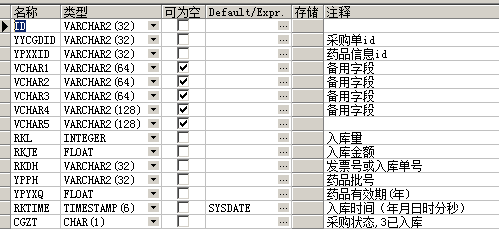 名称 类型 可为空 Default/Expr. 存储 注释
ID VARCHAR2(32)
YYCGDID VARCHAR2(32) 采购单id
YPXXID VARCHAR2(32) 药品信息id
VCHAR1 VARCHAR2(64) 备用字段
VCHAR2 VARCHAR2(64) 备用字段
VCHAR3 VARCHAR2(64) 备用字段
VCHAR4 VARCHAR2(128) 备用字段
VCHAR5 VARCHAR2(128)
RKL INTEGER 入库量
RKJE FLOAT 入库金额
RKDH VARCHAR2(32) 发票号或入库单号
YPPH VARCHAR2(32) 药品批号
YPYXQ FLOAT 药品有效期(年)
RKTIME TIMESTAMP(6) SYSDATE 入库时间（年月日时分秒）
CGZT CHAR(1) 采购状态,3已入库